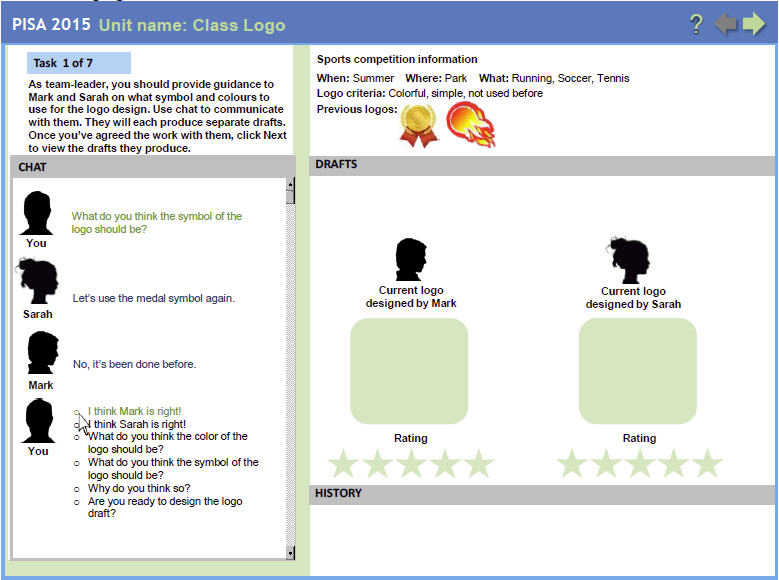 PISA 2015 Unit name: Class Logo
?
Task 1 of 7
As team-leader, you should provide guidance to
Mark and Sarah on what symbol and colours to
use for the logo design. Use chat to communicate
with them. They will each produce separate drafts.
Once you've agreed the work with them, click Next
to view the drafts they produce.
CHAT
What do you think the symbol of the
logo should be?
You
Let's use the medal symbol again.
Sarah
No, it's been done before.
Mark
I think Mark is right!
I think Sarah is right!
What do you think the color of the
logo should be?
What do you think the symbol of the
logo should be?
Why do you think so?
Are you ready to design the logo
draft?
You
Sports competition information
When: Summer Where: Park What: Running, Soccer, Tennis
Logo criteria: Colorful, simple, not used before
Previous logos:
DRAFTS
Current logo
designed by Mark
Rating
Current logo
designed by Sarah
Rating
HISTORY